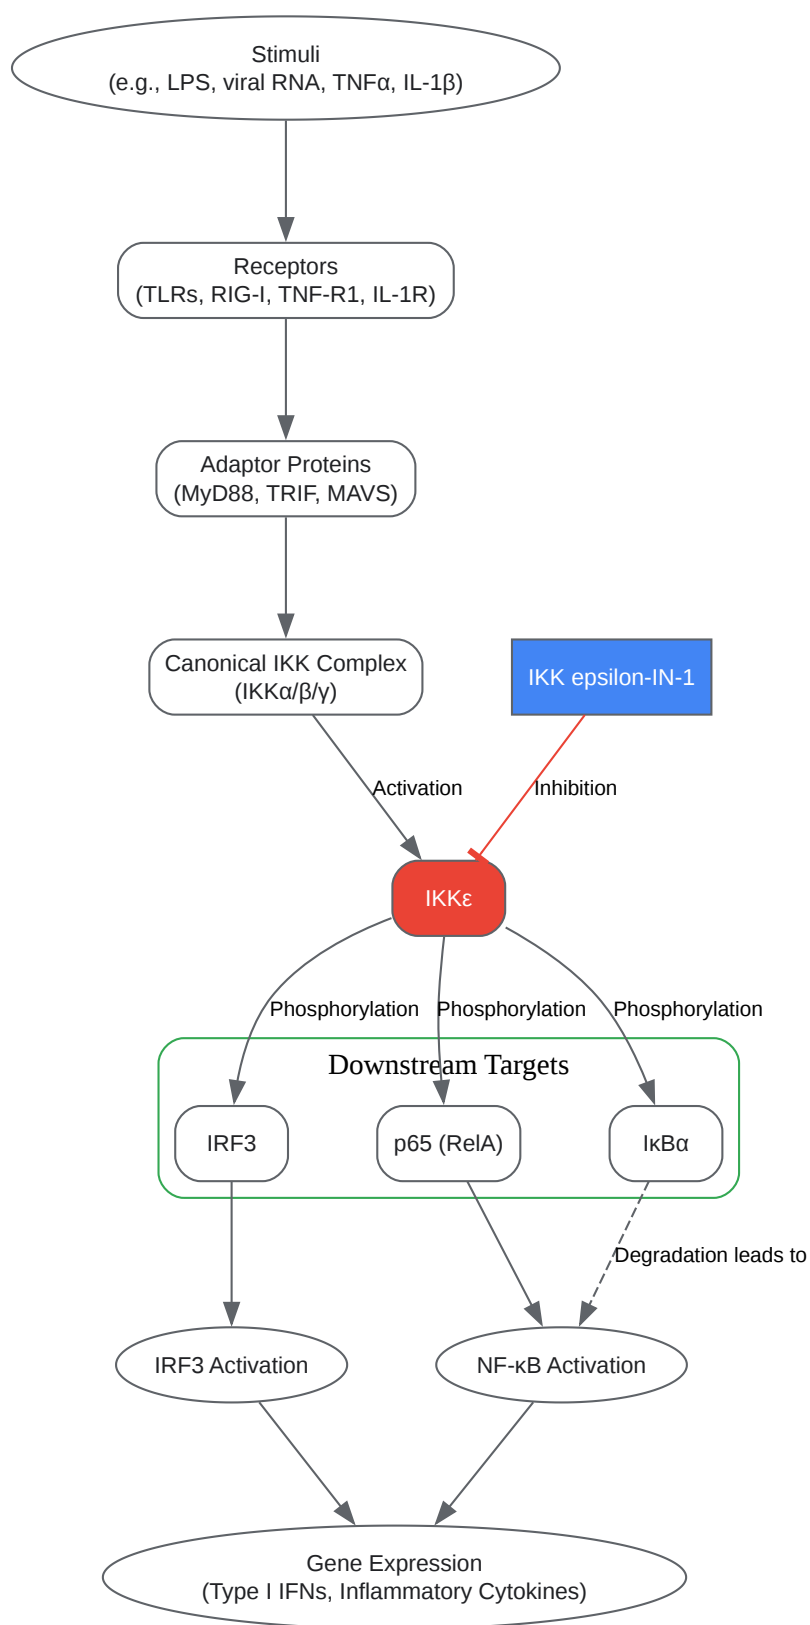 Stimuli
(e.g., LPS, viral RNA, TNFα, IL-1β)
Receptors
(TLRs, RIG-I, TNF-R1, IL-1R)
Adaptor Proteins
(MyD88, TRIF, MAVS)
Canonical IKK Complex
(IKKα/β/γ)
IKK epsilon-IN-1
Activation
Inhibition
IKKε
Phosphorylation
Phosphorylation
Phosphorylation
Downstream Targets
IRF3
p65 (RelA)
IκBα
Degradation leads to
IRF3 Activation
NF-κB Activation
Gene Expression
(Type I IFNs, Inflammatory Cytokines)